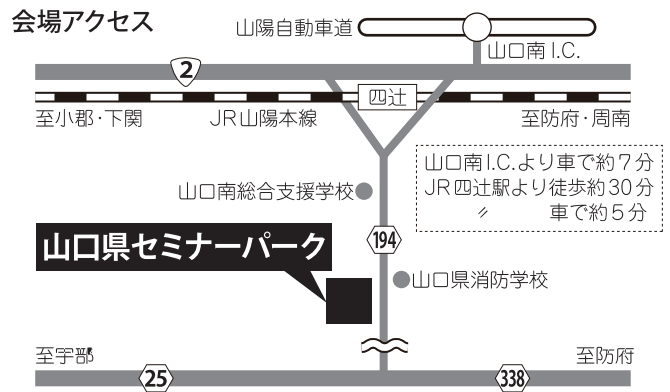 会場アクセス
山陽自動車道
山口南I.C.
2
四辻
至小郡・下関
JR山陽本線
至防府・周南
山口南I.C.より車で約7分
JR四辻駅より徒歩約30分
〃 車で約5分
山口南総合支援学校
194
山口県セミナーパーク
山口県消防学校
至宇部
至防府
25
338